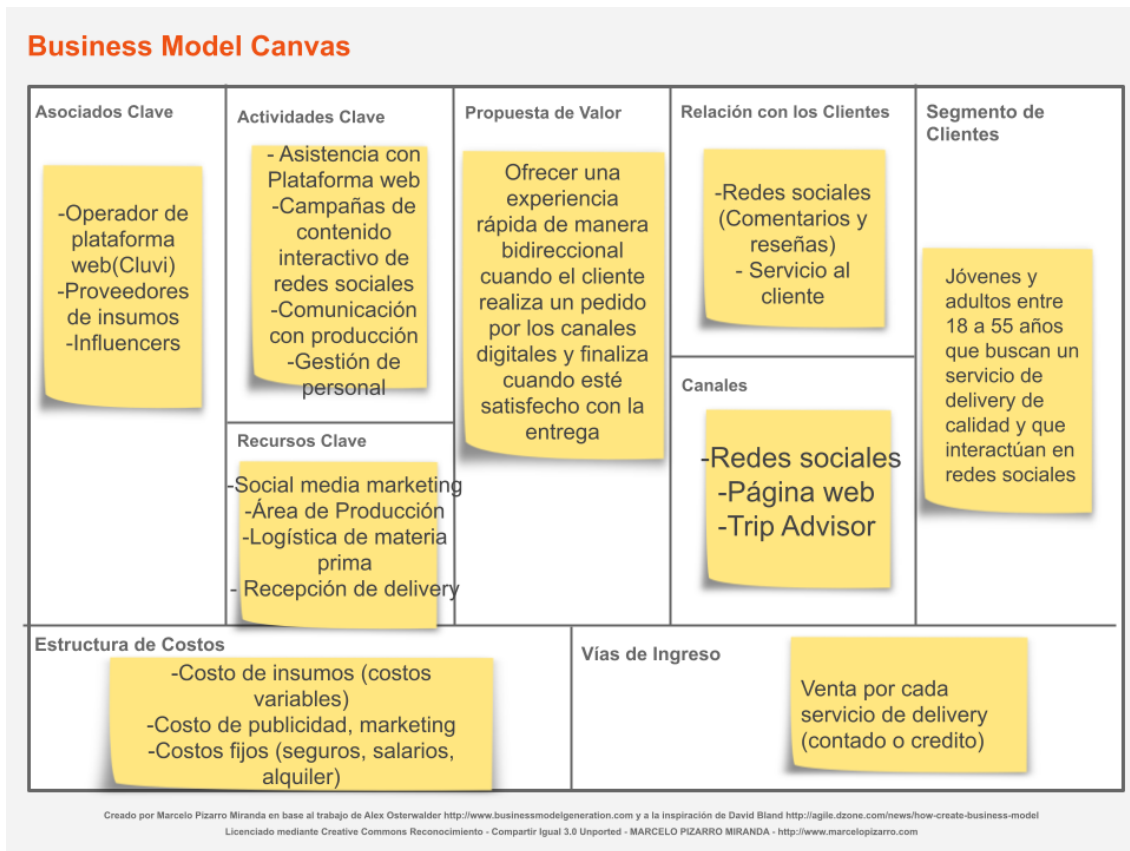 Business Model Canvas
Asociados Clave
-Operador de
plataforma
web(Cluvi)
-Proveedores
de insumos
-Influencers
Actividades Clave
- Asistencia con
Plataforma web
-Campañas de
contenido
interactivo de
redes sociales
-Comunicación
con producción
-Gestión de
personal
Recursos Clave
-Social media marketing
-Área de Producción
-Logística de materia
prima
- Recepción de delivery
Propuesta de Valor
Ofrecer una
experiencia
rápida de manera
bidireccional
cuando el cliente
realiza un pedido
por los canales
digitales y finaliza
cuando esté
satisfecho con la
entrega
Relación con los Clientes
-Redes sociales
(Comentarios y
reseñas)
- Servicio al
cliente
Canales
-Redes sociales
-Página web
-Trip Advisor
Segmento de
Clientes
Jóvenes y
adultos entre
18 a 55 años
que buscan un
servicio de
delivery de
calidad y que
interactúan en
redes sociales
Estructura de Costos
-Costo de insumos (costos
variables)
-Costo de publicidad, marketing
-Costos fijos (seguros, salarios,
alquiler)
Vías de Ingreso
Venta por cada
servicio de delivery
(contado o credito)
Creado por Marcelo Pizarro Miranda en base al trabajo de Alex Osterwalder http://www.businessmodelgeneration.com y a la inspiración de David Bland http://agile.dzone.com/news/how-create-business-model
Licenciado mediante Creative Commons Reconocimiento - Compartir Igual 3.0 Unported - MARCELO PIZARRO MIRANDA - http://www.marcelopizarro.com